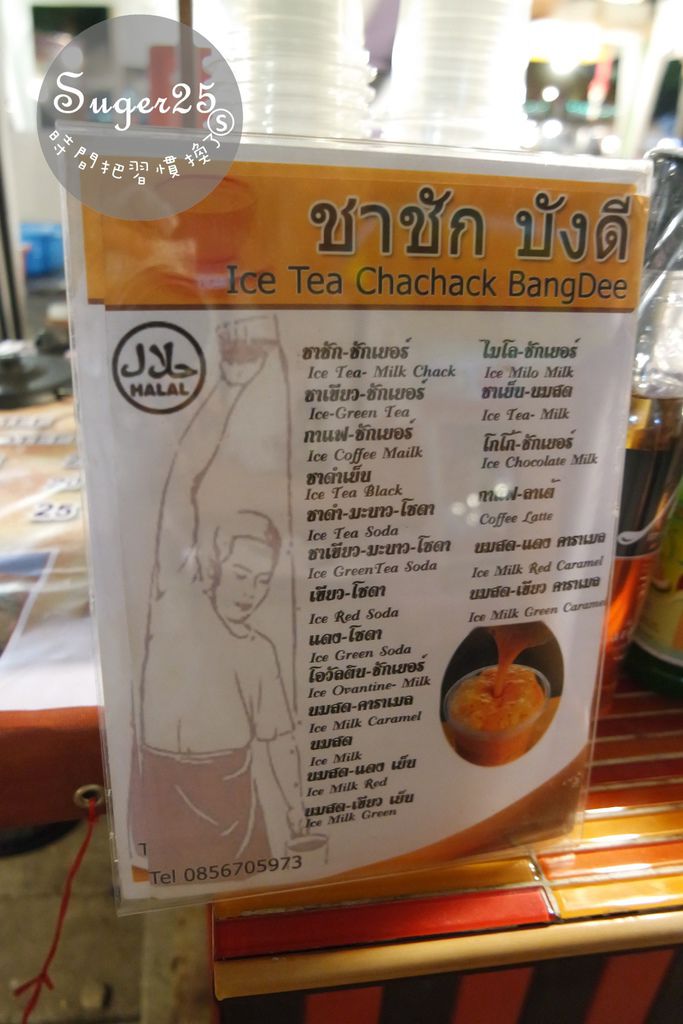 Suger25
S
時間把習慣換了
ชาชัก บังดี
Ice Tea Chachack BangDee
حلال
HALAL
ชาชัก-ชักเยอร์
Ice Tea- Milk Chack
ชาเขียว-ชักเยอร์
Ice-Green Tea
กาแฟ-ชักเยอร์
Ice Coffee Mailk
ชาดำเย็น
Ice Tea Black
ชาดำ-มะนาว-โซดา
Ice Tea Soda
ชาเขียว-มะนาว-โซดา
Ice GreenTea Soda
เขียว-โซดา
Ice Red Soda
แดง-โซดา
Ice Green Soda
โอวัลติน-ชักเยอร์
Ice Ovantine- Milk
นมสด-คาราเมล
Ice Milk Caramel
นมสด
Ice Milk
นมสด-แดง เย็น
Ice Milk Red
นมสด-เขียว เย็น
Ice Milk Green
ไมโล-ชักเยอร์
Ice Milo Milk
ชาเย็น-นมสด
Ice Tea- Milk
โกโก้-ชักเยอร์
Ice Chocolate Milk
กาแฟ-ลาเต้
Coffee Latte
นมสด-แดง คาราเมล
Ice Milk Red Caramel
นมสด-เขียว คาราเมล
Ice Milk Green Caramel
T
Tel 0856705973
25